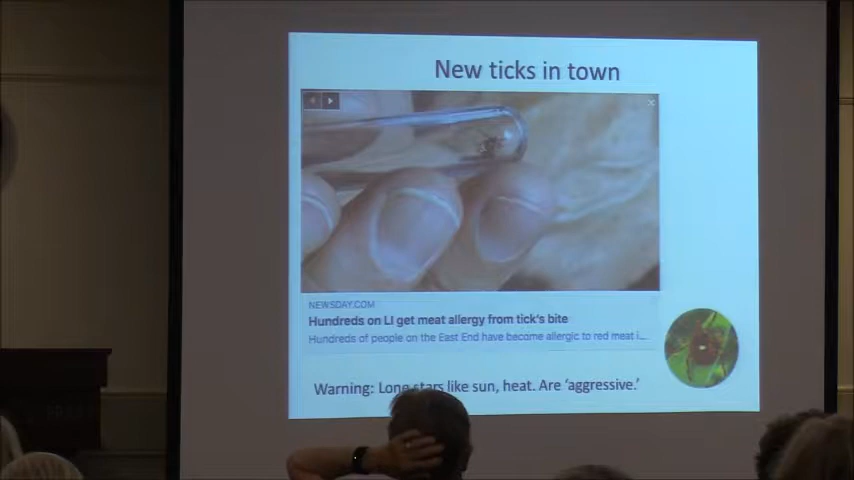 New ticks in town
NEWSDAY.COM
Hundreds on LI get meat allergy from tick's bite
Hundreds of people on the East End have become allergic to red meat i...
Warning: Long stars like sun, heat. Are 'aggressive.'